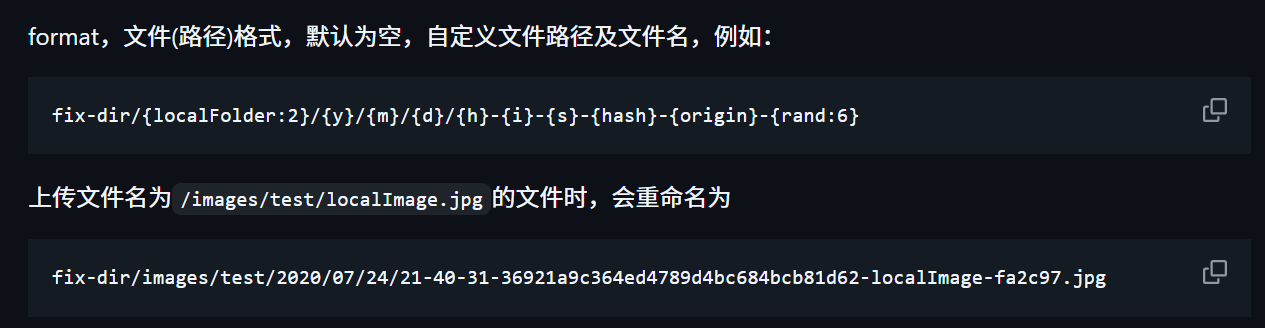 format，文件(路径)格式，默认为空，自定义文件路径及文件名，例如：
fix-dir/{localFolder:2}/{y}/{m}/{d}/{h}-{i}-{s}-{hash}-{origin}-{rand:6}
上传文件名为/images/test/localImage.jpg的文件时，会重命名为
fix-dir/images/test/2020/07/24/21-40-31-36921a9c364ed4789d4bc684bcb81d62-localImage-fa2c97.jpg